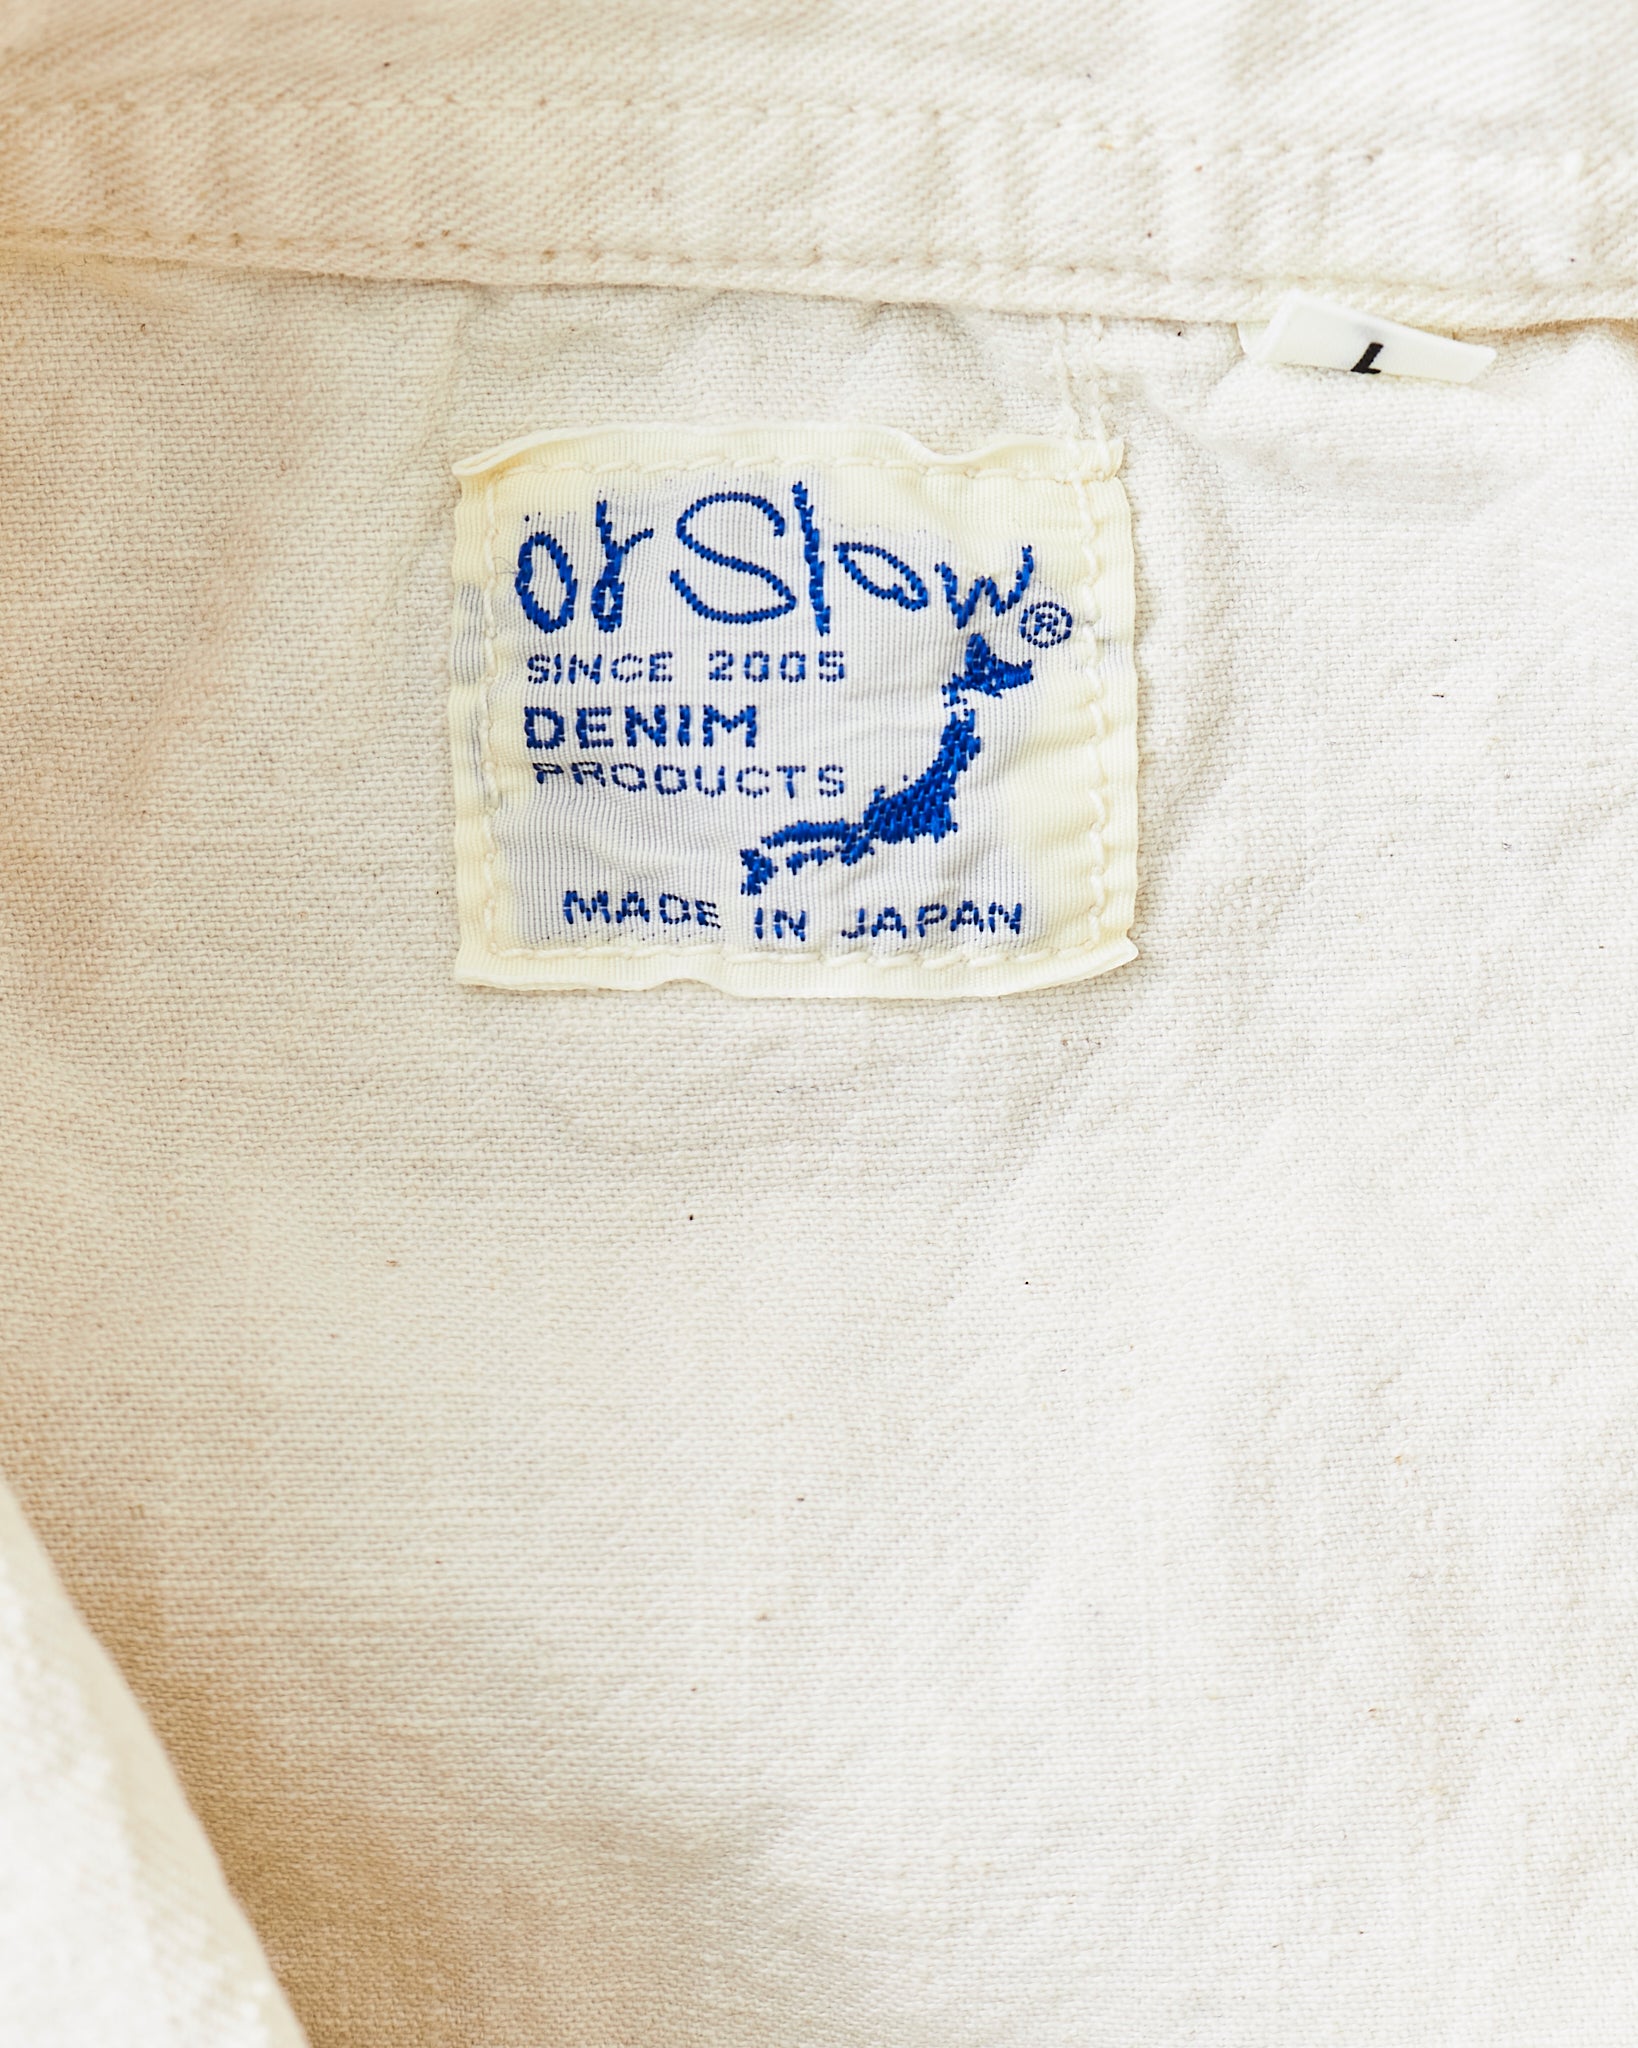 L
or Slow®
SINCE 2005
DENIM
PRODUCTS
MADE IN JAPAN